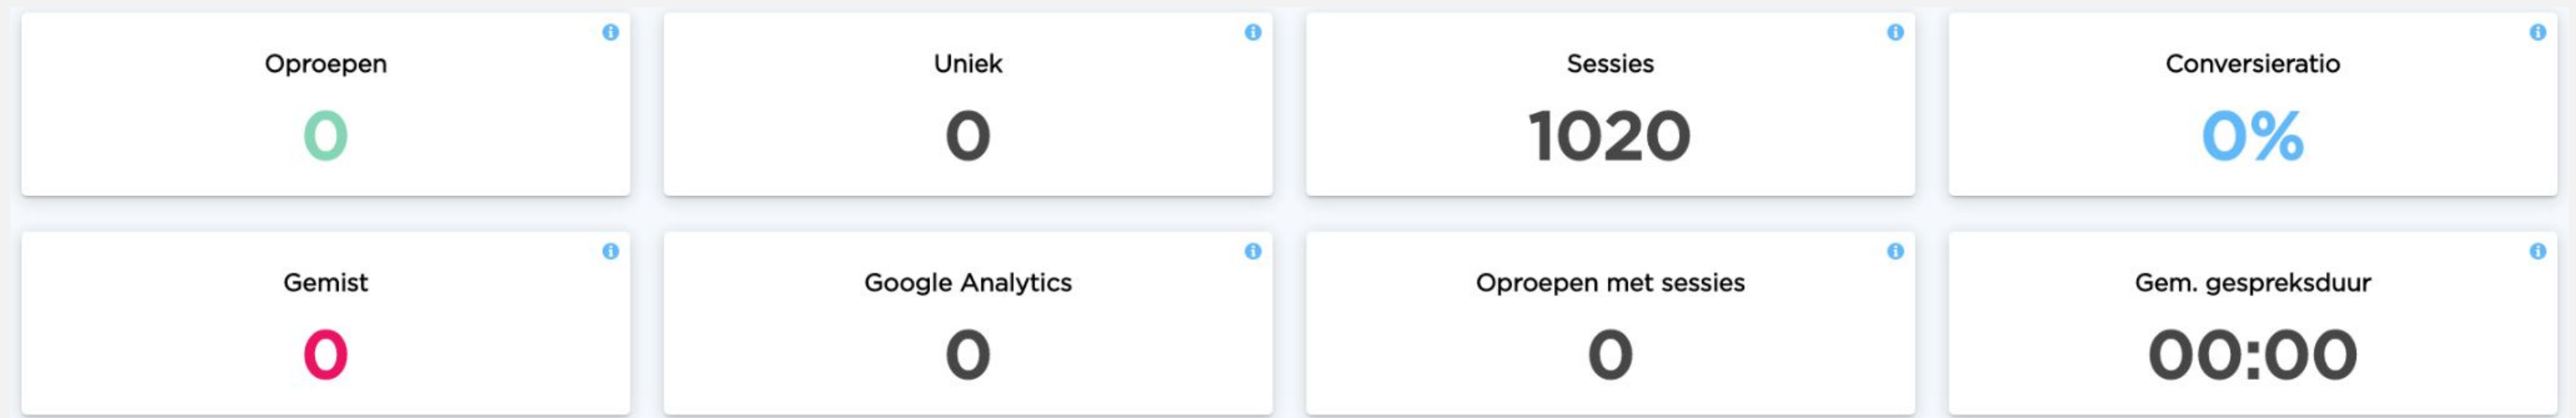 Oproepen
0
Uniek
0
Sessies
1020
Conversieratio
0%
Gemist
0
Google Analytics
0
Oproepen met sessies
0
Gem. gespreksduur
00:00